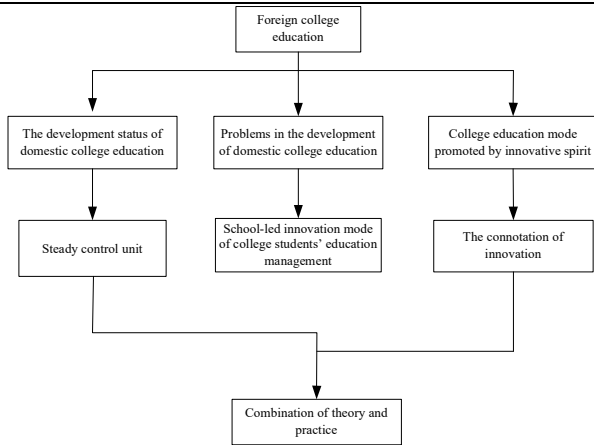 Foreign college
education
The development status of
domestic college education
Problems in the development
of domestic college education
College education mode
promoted by innovative spirit
Steady control unit
School-led innovation mode
of college students' education
management
The connotation of
innovation
Combination of theory and
practice